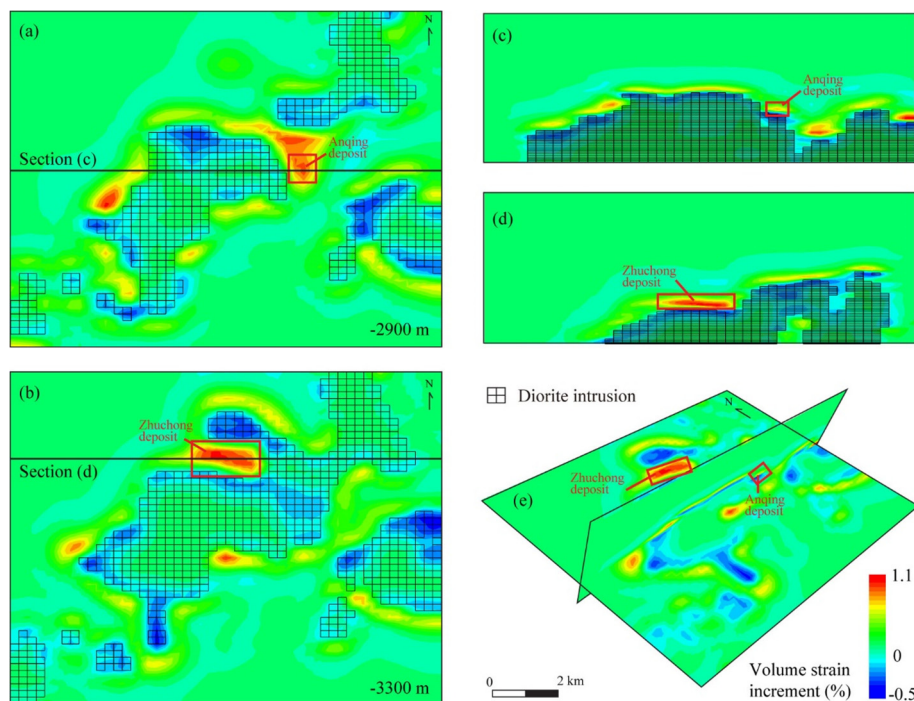 (a)
N
Anqing
deposit
Section (c)
-2900 m
(b)
N
Zhuchong
deposit
Section (d)
-3300 m
(c)
Anqing
deposit
(d)
Zhuchong
deposit
Diorite intrusion
N
Zhuchong
deposit
(e)
Anqing
deposit
0 2 km
1.1
0
-0.5
Volume strain
increment (%)